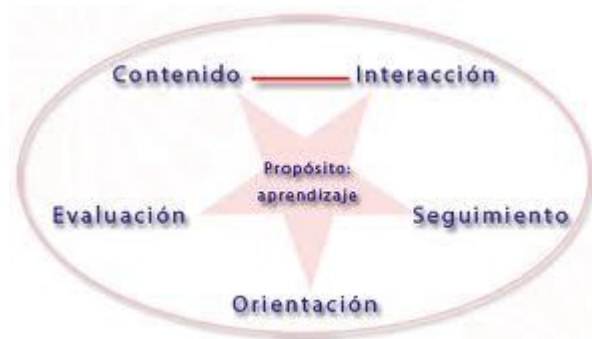 Contenido Interacción
Propósito:
aprendizaje
Evaluación Seguimiento
Orientación